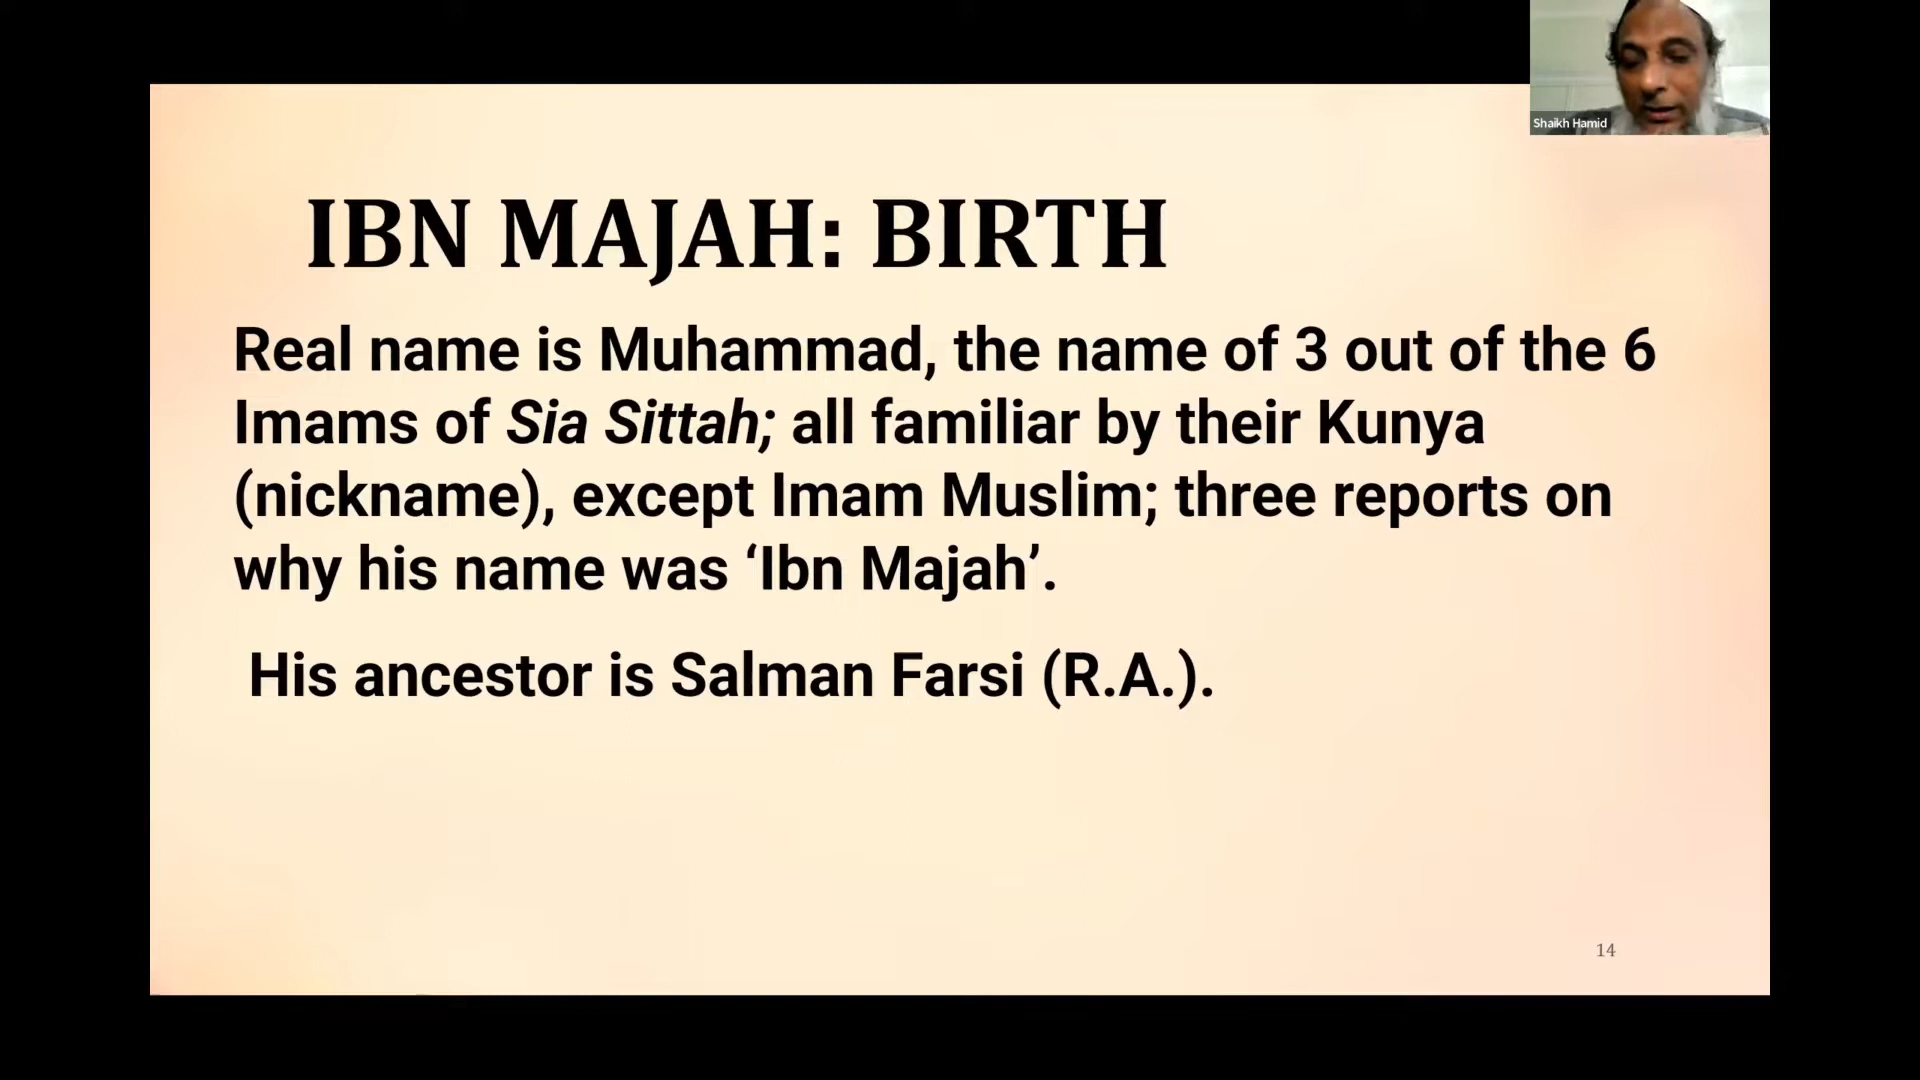 Shaikh Hamid
IBN MAJAH: BIRTH
Real name is Muhammad, the name of 3 out of the 6
Imams of Sia Sittah; all familiar by their Kunya
(nickname), except Imam Muslim; three reports on
why his name was ‘Ibn Majah’.
His ancestor is Salman Farsi (R.A.).
14